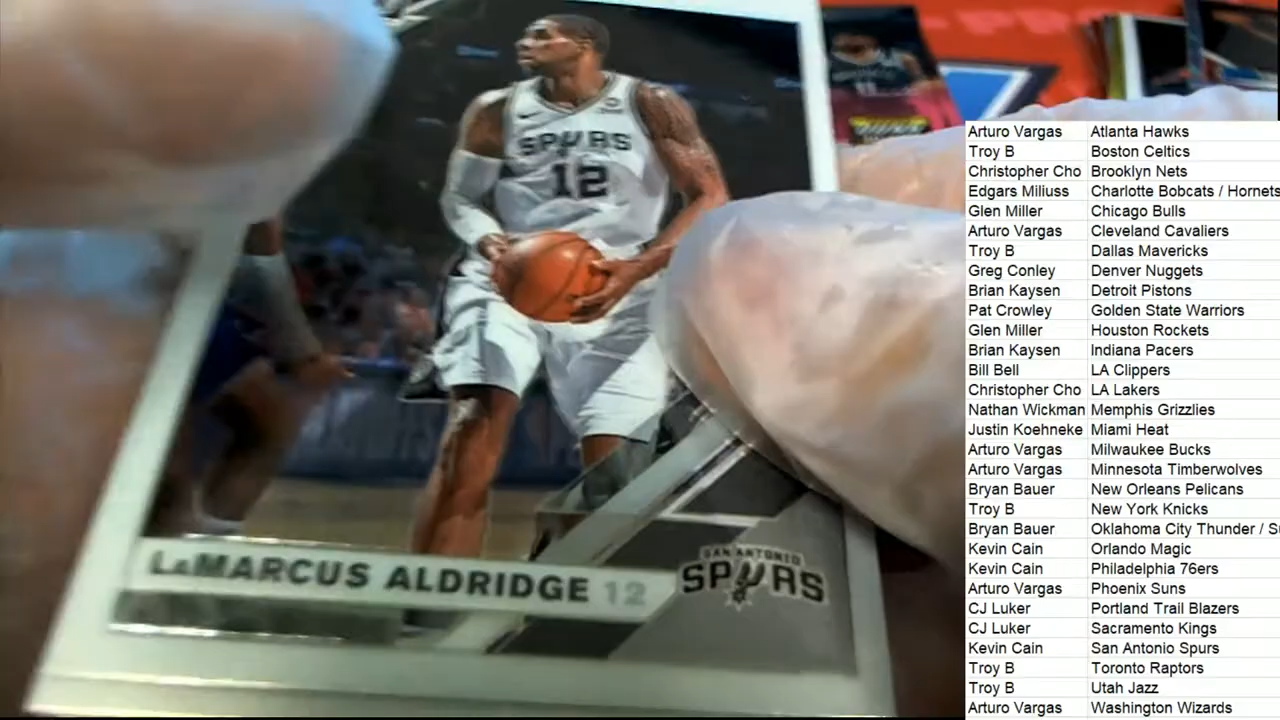 SPURS
12
LaMARCUS ALDRIDGE 12
SAN ANTONIO
SPURS
Arturo Vargas Atlanta Hawks
Troy B Boston Celtics
Christopher Cho Brooklyn Nets
Edgars Miliuss Charlotte Bobcats / Hornets
Glen Miller Chicago Bulls
Arturo Vargas Cleveland Cavaliers
Troy B Dallas Mavericks
Greg Conley Denver Nuggets
Brian Kaysen Detroit Pistons
Pat Crowley Golden State Warriors
Glen Miller Houston Rockets
Brian Kaysen Indiana Pacers
Bill Bell LA Clippers
Christopher Cho LA Lakers
Nathan Wickman Memphis Grizzlies
Justin Koehneke Miami Heat
Arturo Vargas Milwaukee Bucks
Arturo Vargas Minnesota Timberwolves
Bryan Bauer New Orleans Pelicans
Troy B New York Knicks
Bryan Bauer Oklahoma City Thunder /
Kevin Cain Orlando Magic
Kevin Cain Philadelphia 76ers
Arturo Vargas Phoenix Suns
CJ Luker Portland Trail Blazers
CJ Luker Sacramento Kings
Kevin Cain San Antonio Spurs
Troy B Toronto Raptors
Troy B Utah Jazz
Arturo Vargas Washington Wizards